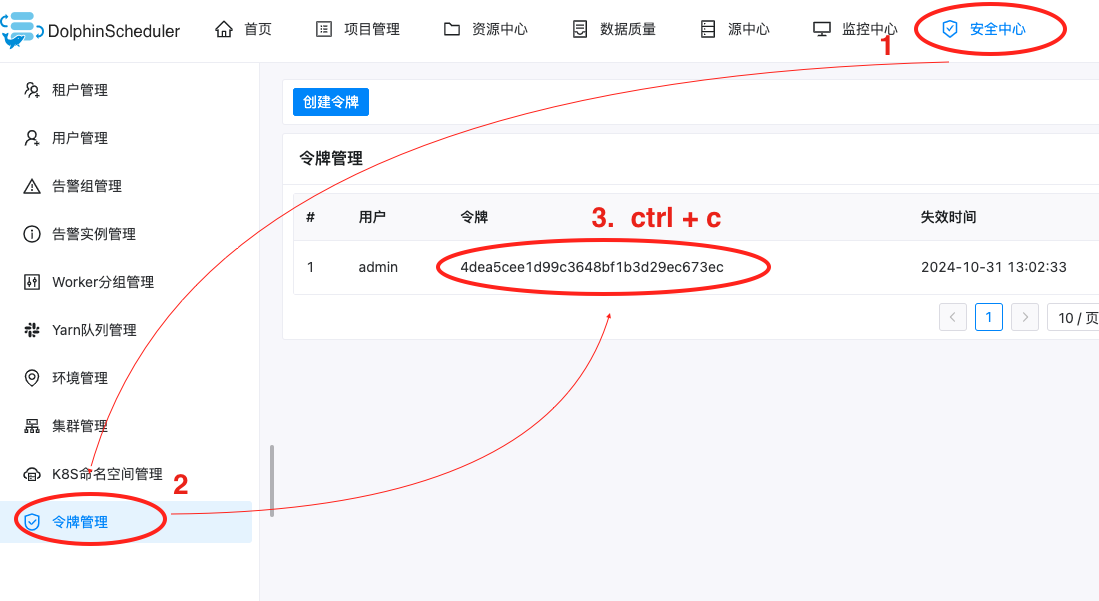 DolphinScheduler 首页 项目管理 资源中心 数据质量 源中心 监控中心 安全中心
1
租户管理
用户管理
告警组管理
告警实例管理
Worker分组管理
Yarn队列管理
环境管理
集群管理
K8S命名空间管理
2
令牌管理
创建令牌
令牌管理
3. ctrl + c
# 用户 令牌 失效时间
1 admin 4dea5cee1d99c3648bf1b3d29ec673ec 2024-10-31 13:02:33
1 10 / 页